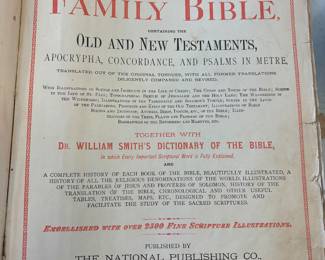 FAMILY BIBLE,
CONTAINING THE
OLD AND NEW TESTAMENTS,
APOCRYPHA, CONCORDANCE, AND PSALMS IN METRE,
TRANSLATED OUT OF THE ORIGINAL TONGUES, WITH ALL FORMER TRANSLATIONS
DILIGENTLY COMPARED AND REVISED.
TOGETHER WITH
DR. WILLIAM SMITH'S DICTIONARY OF THE BIBLE,
in which Every Important Scriptural Word is Fully Explained,
AND
A COMPLETE HISTORY OF EACH BOOK OF THE BIBLE, BEAUTIFULLY ILLUSTRATED, A
HISTORY OF ALL THE RELIGIOUS DENOMINATIONS OF THE WORLD, ILLUSTRATIONS
OF THE PARABLES OF JESUS AND PROVERBS OF SOLOMON, HISTORY OF THE
TRANSLATION OF THE BIBLE, CHRONOLOGICAL AND OTHER USEFUL
TABLES, TREATISES, MAPS, ETC., DESIGNED TO PROMOTE AND
FACILITATE THE STUDY OF THE SACRED SCRIPTURES.
EMBELLISHED WITH OVER 2300 FINE SCRIPTURE ILLUSTRATIONS.
PUBLISHED BY
THE NATIONAL PUBLISHING CO.,